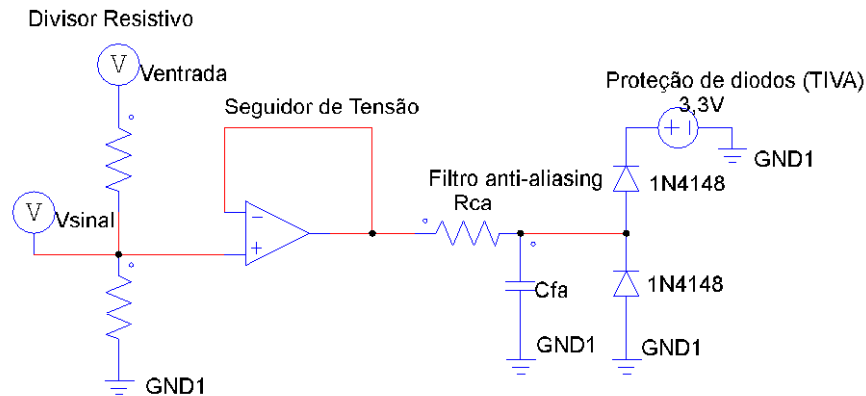 Divisor Resistivo
V
Ventrada
Proteção de diodos (TIVA)
3,3V
Seguidor de Tensão
GND1
Filtro anti-aliasing
1N4148
Rca
V
Vsinal
Cfa
1N4148
GND1
GND1
GND1